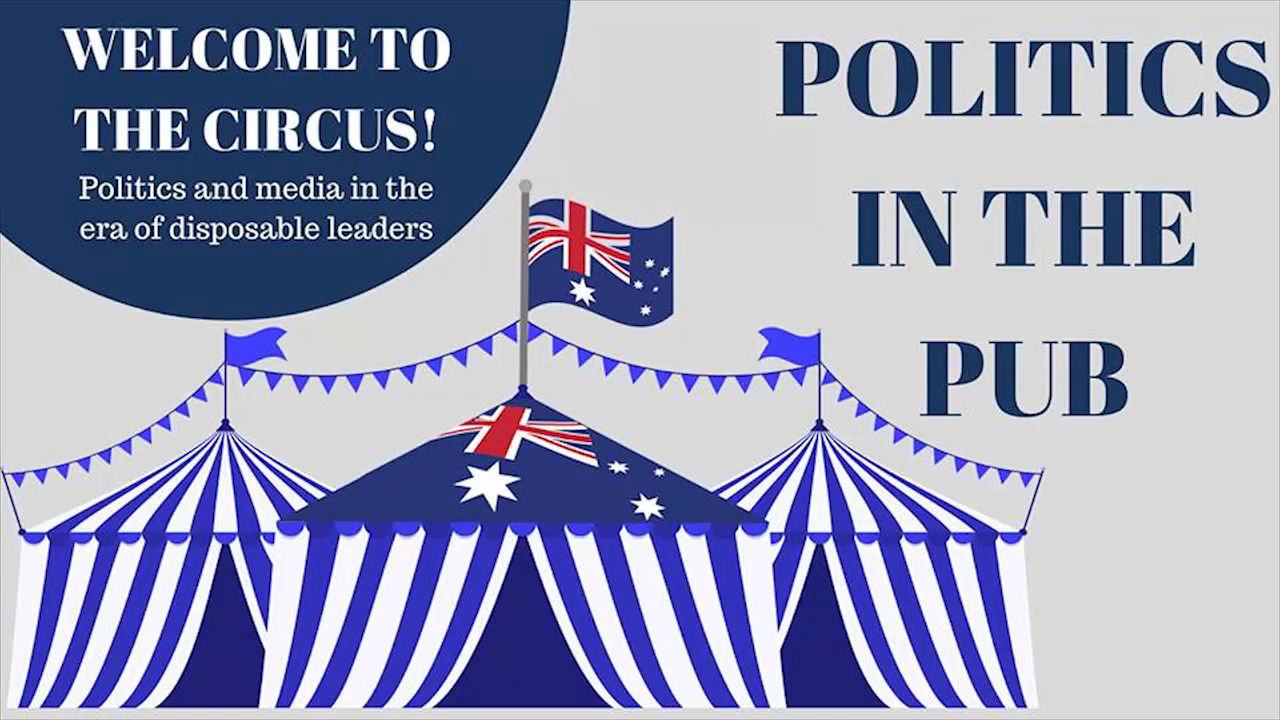 WELCOME TO
THE CIRCUS!
Politics and media in the
era of disposable leaders
POLITICS
IN THE
PUB